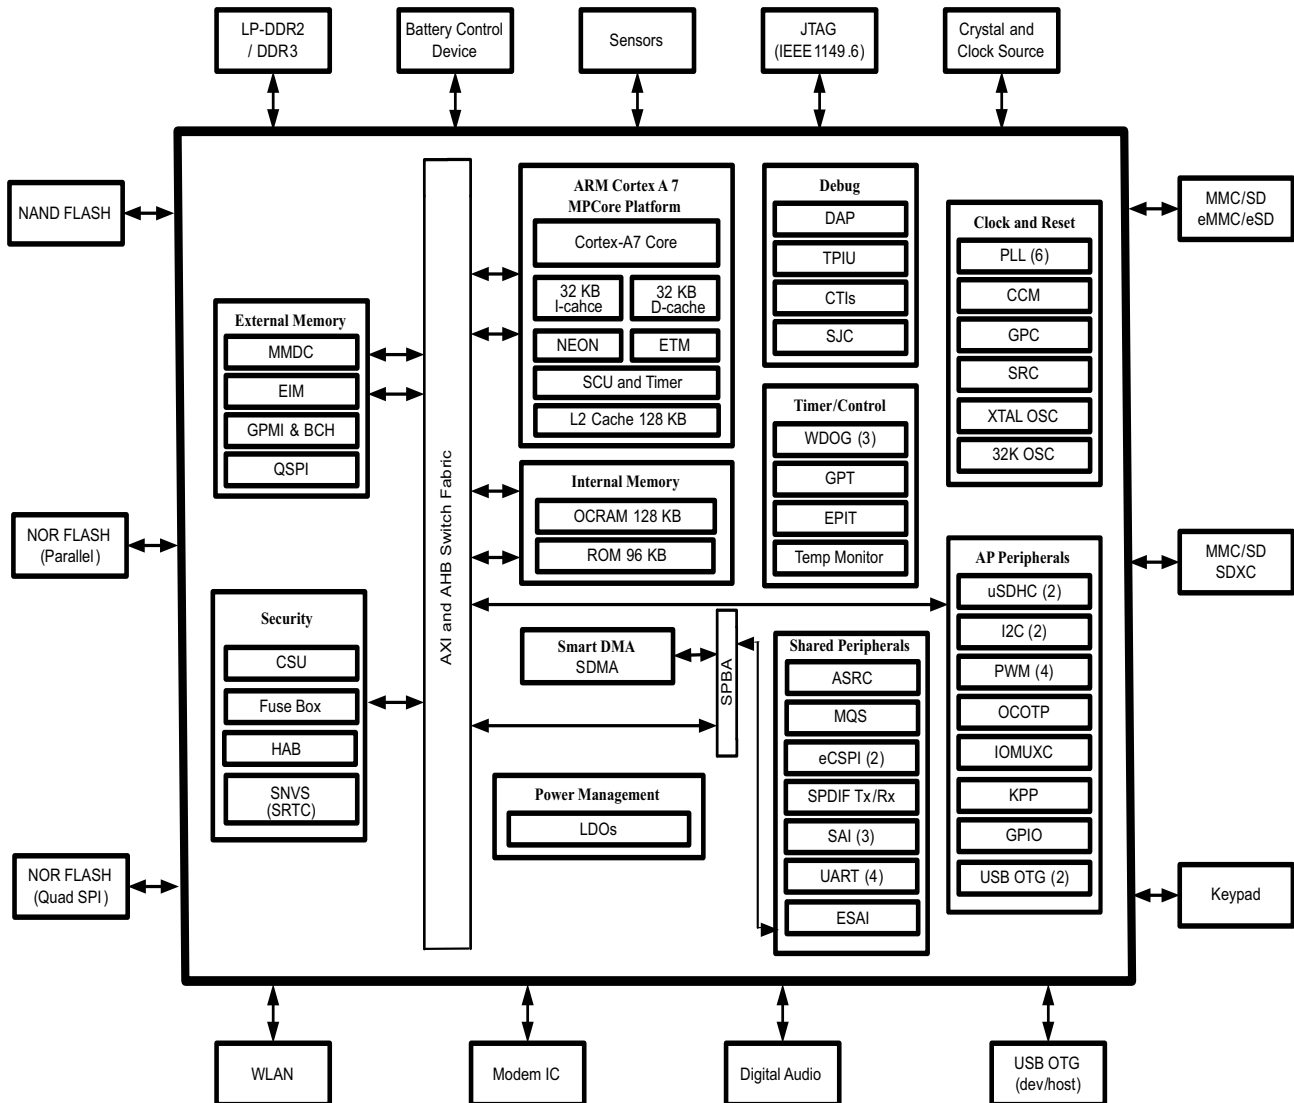 LP-DDR2
/ DDR3
Battery Control
Device
Sensors
JTAG
(IEEE1149.6)
Crystal and
Clock Source
NAND FLASH
NOR FLASH
(Parallel)
NOR FLASH
(Quad SPI)
External Memory
MMDC
EIM
GPMI & BCH
QSPI
Security
CSU
Fuse Box
HAB
SNVS
(SRTC)
AXI and AHB Switch Fabric
ARM Cortex A 7
MPCore Platform
Cortex-A7 Core
32 KB
I-cahce
32 KB
D-cache
NEON
ETM
SCU and Timer
L2 Cache 128 KB
Internal Memory
OCRAM 128 KB
ROM 96 KB
Smart DMA
SDMA
SPBA
Power Management
LDOs
Debug
DAP
TPIU
CTIs
SJC
Timer/Control
WDOG (3)
GPT
EPIT
Temp Monitor
Shared Peripherals
ASRC
MQS
eCSPI (2)
SPDIF Tx/Rx
SAI (3)
UART (4)
ESAI
Clock and Reset
PLL (6)
CCM
GPC
SRC
XTAL OSC
32K OSC
AP Peripherals
uSDHC (2)
I2C (2)
PWM (4)
OCOTP
IOMUXC
KPP
GPIO
USB OTG (2)
MMC/SD
eMMC/eSD
MMC/SD
SDXC
Keypad
WLAN
Modem IC
Digital Audio
USB OTG
(dev/host)